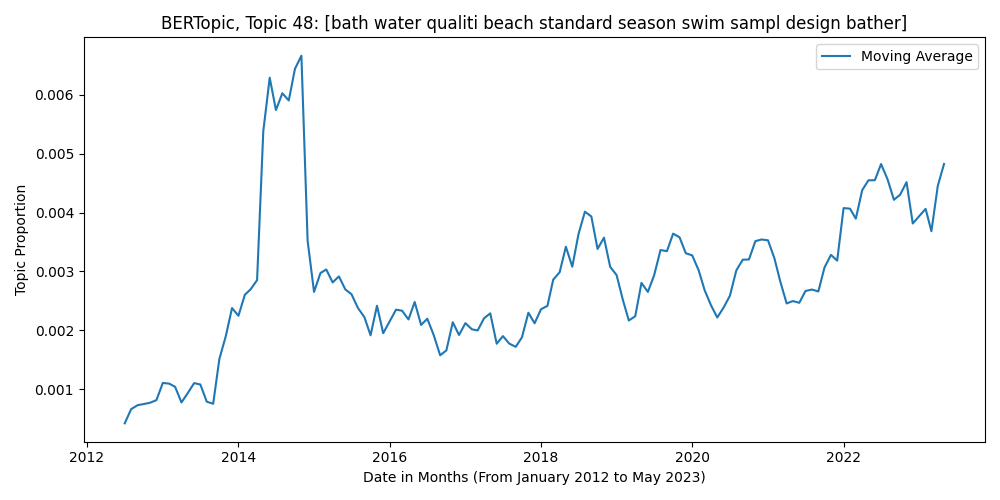 BERTopic, Topic 48: [bath water qualiti beach standard season swim sampl design bather]
Moving Average
Topic Proportion
0.006
0.005
0.004
0.003
0.002
0.001
2012 2014 2016 2018 2020 2022
Date in Months (From January 2012 to May 2023)